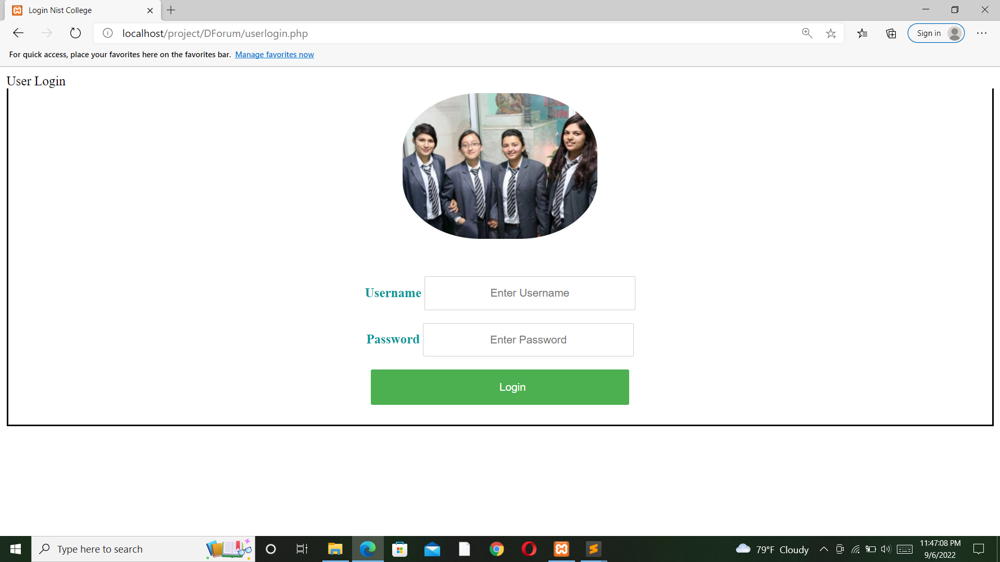 Login Nist College
localhost/project/DForum/userlogin.php
Sign in
For quick access, place your favorites here on the favorites bar. Manage favorites now
User Login
Username Enter Username
Password Enter Password
Login
Type here to search
79°F Cloudy
11:47:08 PM
9/6/2022